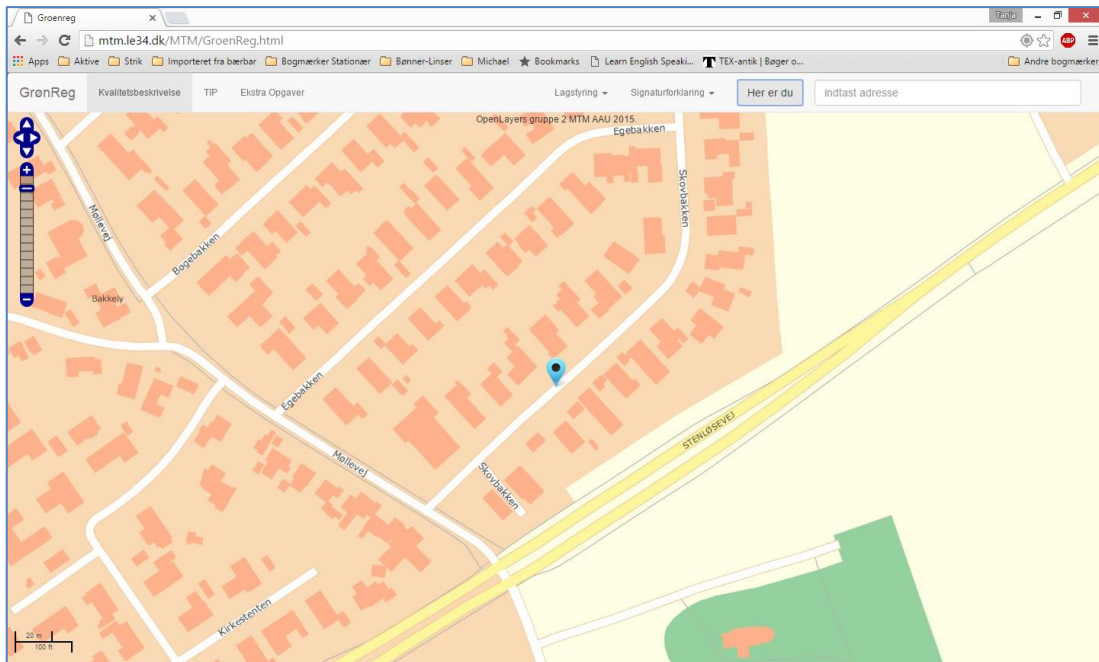 Groenreg
Tanja
mtm.le34.dk/MTM/GroenReg.html
ABP
Apps Aktive Strik Importeret fra bærbar Bogmærker Stationær Bønner-Linser Michael Bookmarks Learn English Speaki... TEX-antik | Bøger o... Andre bogmærker
GrønReg Kvalitetsbeskrivelse TIP Ekstra Opgaver Lagstyring Signaturforklaring Her er du Indtast adresse
OpenLayers gruppe 2 MTM AAU 2015.
Egebakken
Skovbakken
Møllevej
Bøgebakken
Bakkely
Egebakken
STENLØSEVEJ
Møllevej
Skovbakken
Kirkestenten
20 m
100 ft